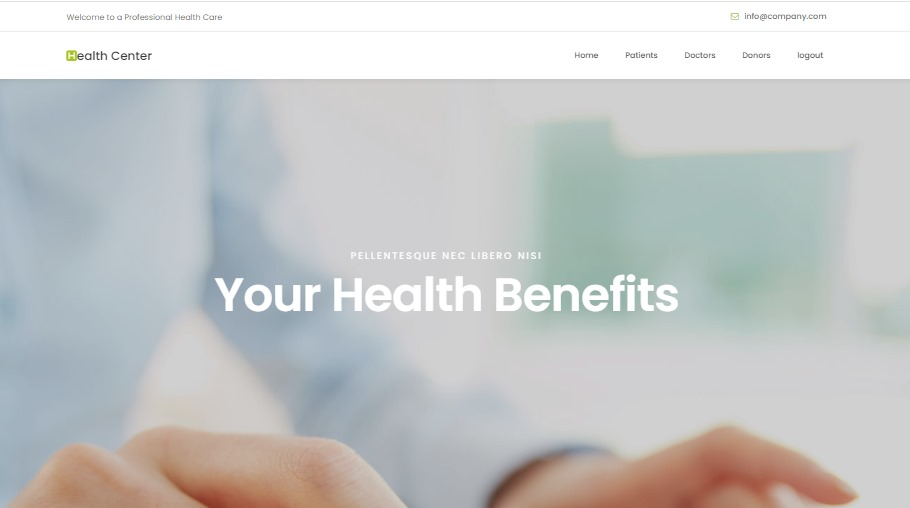 Welcome to a Professional Health Care
info@company.com
Health Center
Home Patients Doctors Donors logout
PELLENTESQUE NEC LIBERO NISI
Your Health Benefits